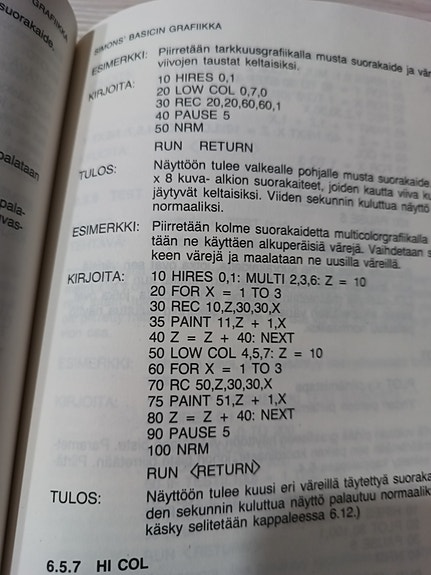 GRAFIIKKA
suorakaide.
palataan
SIMONS' BASICIN GRAFIIKKA
ESIMERKKI: Piirretään tarkkuusgrafiikalla musta suorakaide ja
viivojen taustat keltaisiksi.
KIRJOITA: 10 HIRES 0,1
20 LOW COL 0,7,0
30 REC 20,20,60,60,1
40 PAUSE 5
50 NRM
RUN RETURN
TULOS: Näyttöön tulee valkealle pohjalle musta suorakaide
x 8 kuva- alkion suorakaiteet, joiden kautta viiva
jäytyvät keltaisiksi. Viiden sekunnin kuluttua näyttö
normaaliksi.
ESIMERKKI: Piirretään kolme suorakaidetta multicolorgrafiikalla
tään ne käyttäen alkuperäisiä värejä. Vaihdetaan
keen värejä ja maalataan ne uusilla väreillä.
KIRJOITA: 10 HIRES 0,1: MULTI 2,3,6: Z = 10
20 FOR X = 1 TO 3
30 REC 10,Z,30,30,X
35 PAINT 11,Z + 1,X
40 Z = Z + 40: NEXT
50 LOW COL 4,5,7: Z = 10
60 FOR X = 1 TO 3
70 RC 50,Z,30,30,X
75 PAINT 51,Z + 1,X
80 Z = Z + 40: NEXT
90 PAUSE 5
100 NRM
RUN <RETURN>
TULOS: Näyttöön tulee kuusi eri väreillä täytettyä
den sekunnin kuluttua näyttö palautuu
käsky selitetään kappaleessa 6.12.)
6.5.7 HI COL